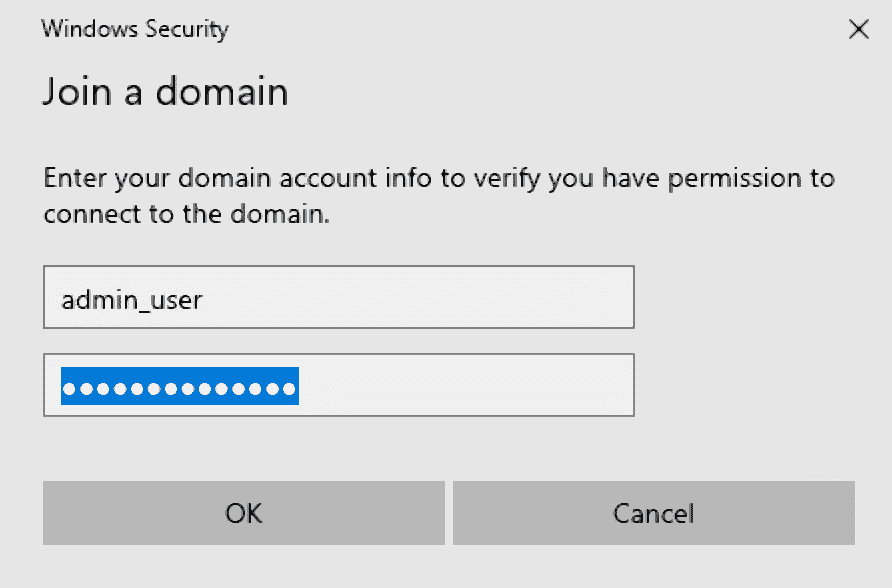 Windows Security
Join a domain
Enter your domain account info to verify you have permission to
connect to the domain.
admin_user
●●●●●●●●●●●●●●
OK
Cancel